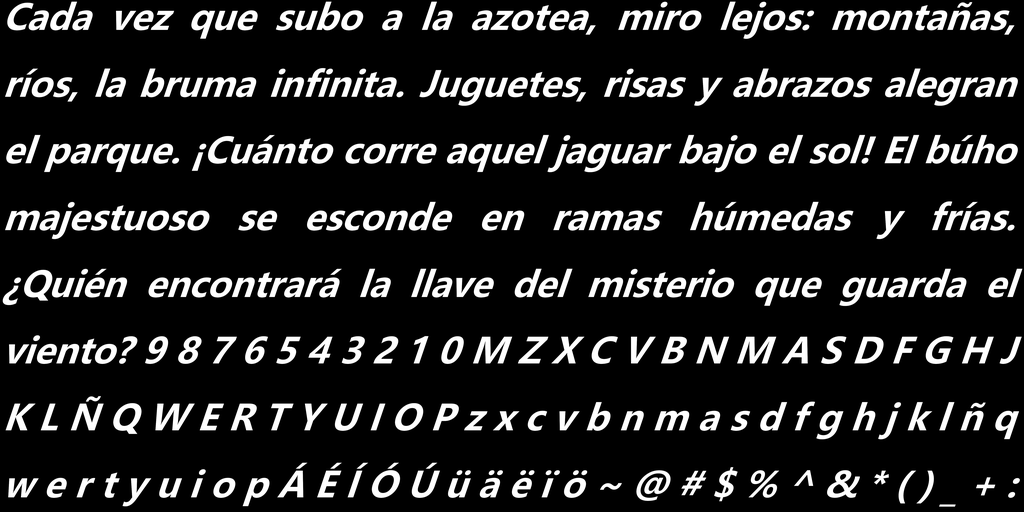 Cada vez que subo a la azotea, miro lejos: montañas,
ríos, la bruma infinita. Juguetes, risas y abrazos alegran
el parque. ¡Cuánto corre aquel jaguar bajo el sol! El búho
majestuoso se esconde en ramas húmedas y frías.
¿Quién encontrará la llave del misterio que guarda el
viento? 9 8 7 6 5 4 3 2 1 0 M Z X C V B N M A S D F G H J
K L Ñ Q W E R T Y U I O P z x c v b n m a s d f g h j k l ñ q
w e r t y u i o p Á É Í Ó Ú ü ä ë ï ö ~ @ # $ % ^ & * ( ) _ + :